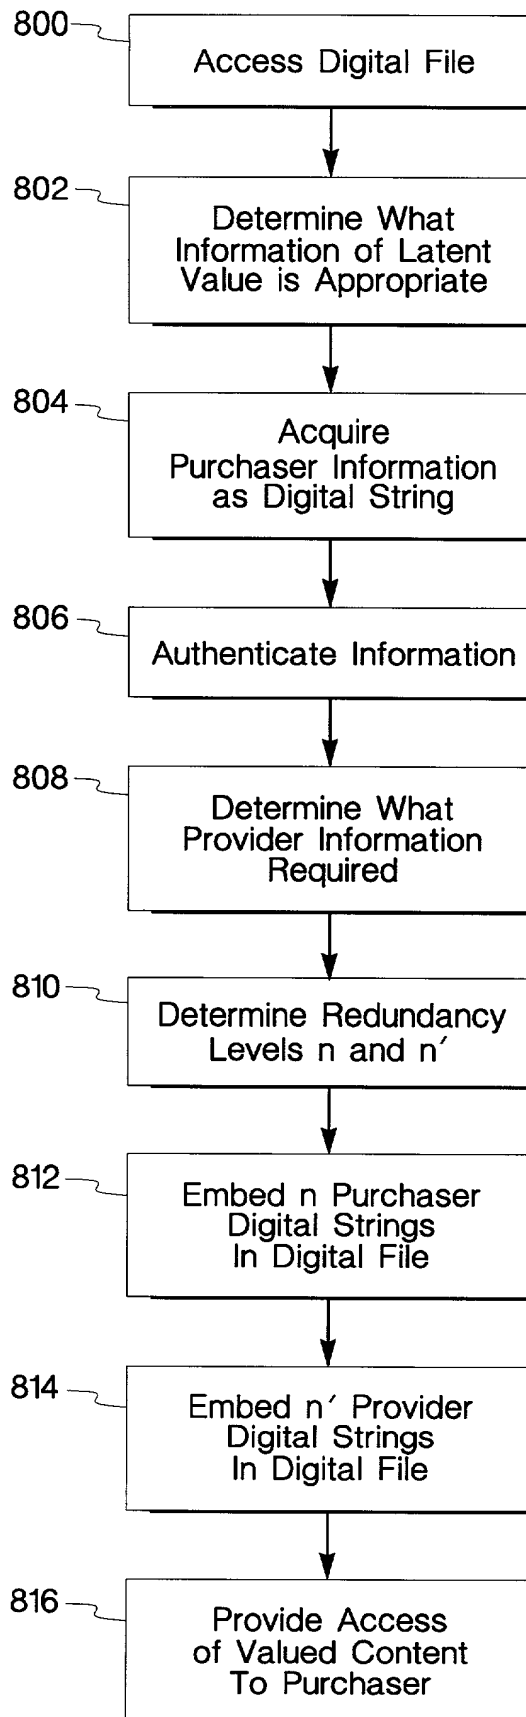 800
Access Digital File
802
Determine What
Information of Latent
Value is Appropriate
804
Acquire
Purchaser Information
as Digital String
806
Authenticate Information
808
Determine What
Provider Information
Required
810
Determine Redundancy
Levels n and n′
812
Embed n Purchaser
Digital Strings
In Digital File
814
Embed n′ Provider
Digital Strings
In Digital File
816
Provide Access
of Valued Content
To Purchaser